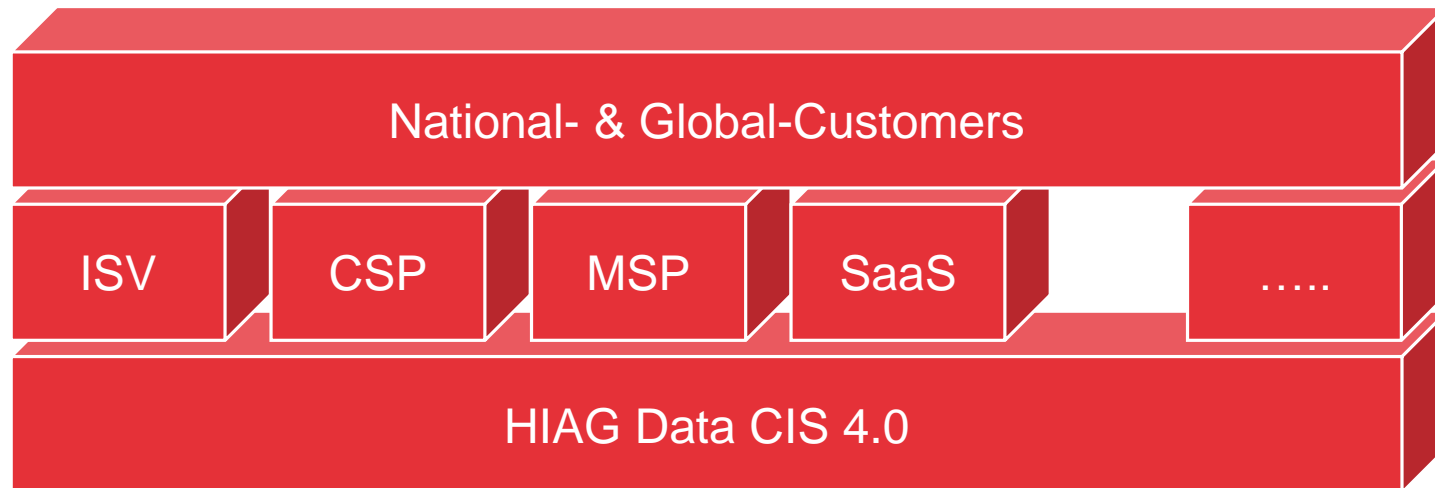 National- & Global-Customers
ISV
CSP
MSP
SaaS
…..
HIAG Data CIS 4.0